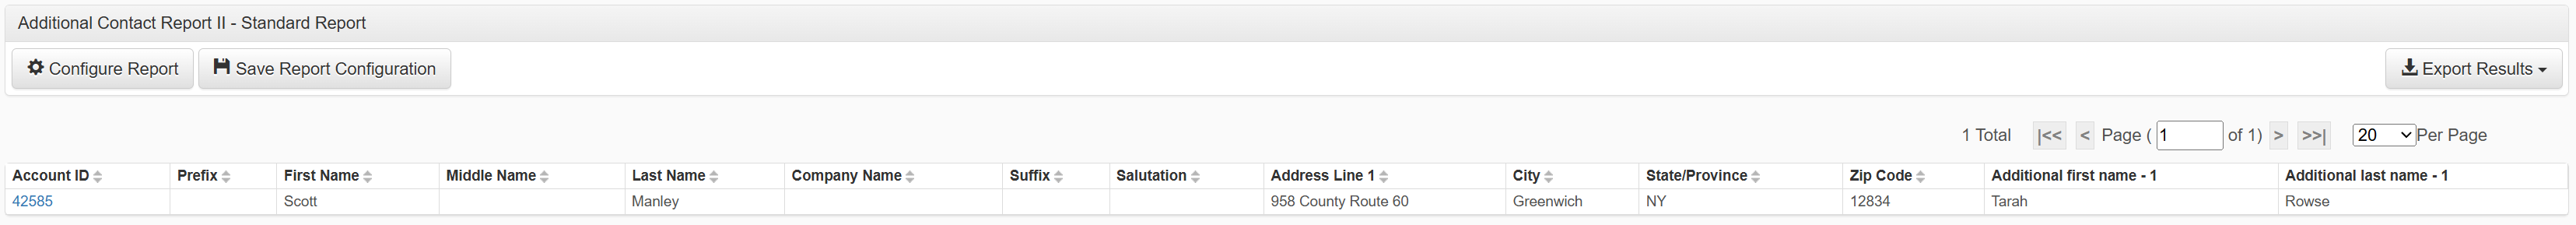 Additional Contact Report II - Standard Report
Configure Report Save Report Configuration Export Results
1 Total |<< < Page ( 1 of 1) > >>| 20 Per Page
Account ID Prefix First Name Middle Name Last Name Company Name Suffix Salutation Address Line 1 City State/Province Zip Code Additional first name - 1 Additional last name - 1
42585 Scott Manley 958 County Route 60 Greenwich NY 12834 Tarah Rowse